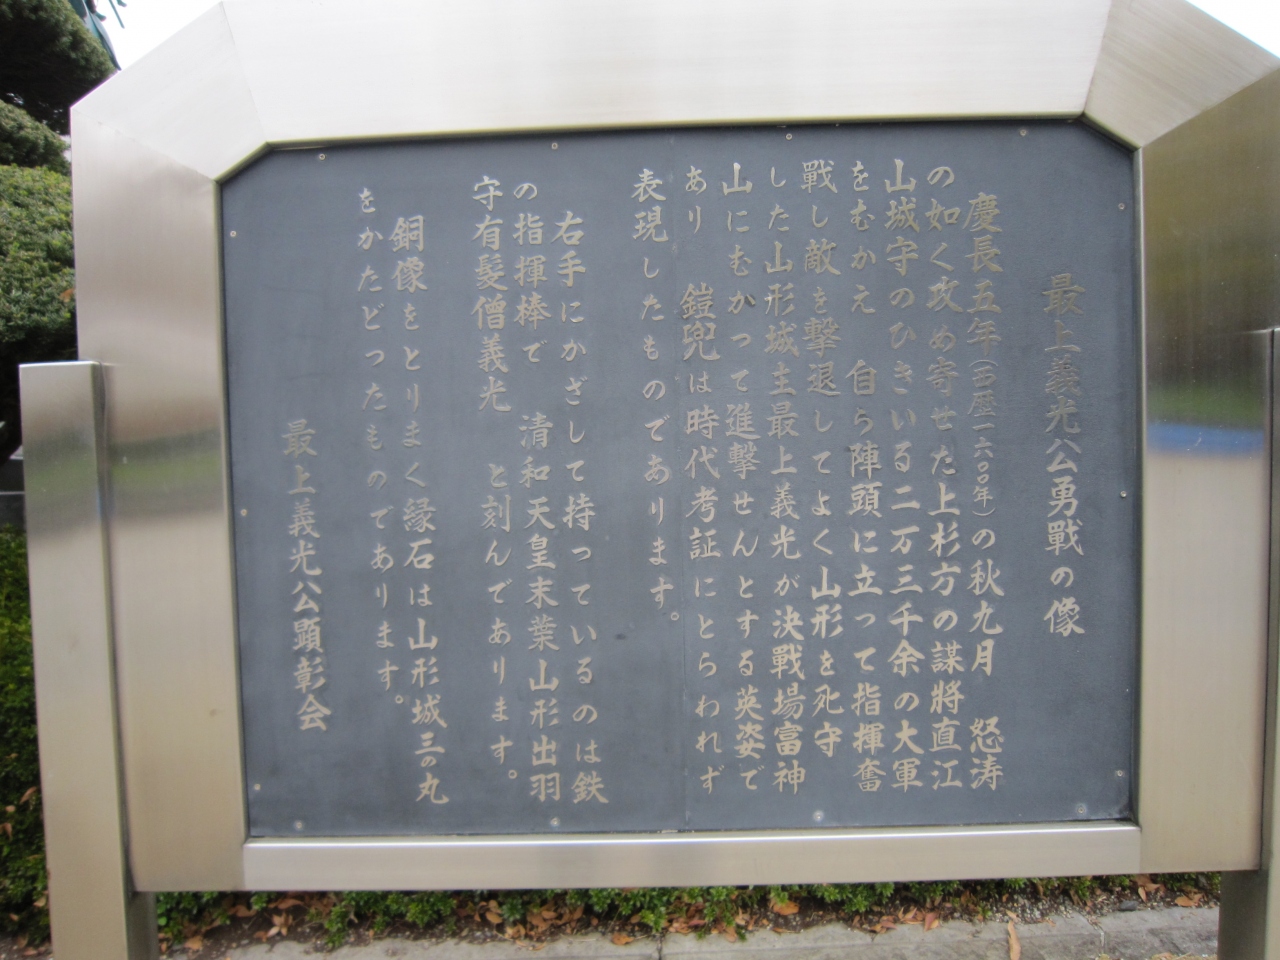 最上義光公勇戰の像
慶長五年（西歴一六〇〇年）の秋九月　怒涛
の如く攻め寄せた上杉方の謀將直江
山城守のひきいる二万三千余の大軍
をむかえ　自ら陣頭に立って指揮奮
戰し敵を撃退してよく山形を死守
した山形城主最上義光が決戰場富神
山にむかって進撃せんとする英姿で
あり　鎧兜は時代考証にとらわれず
表現したものであります。
右手にかざして持っているのは鉄
の指揮棒で　清和天皇末葉山形出羽
守有髪僧義光　と刻んであります。
銅像をとりまく縁石は山形城三の丸
をかたどったものであります。
最上義光公顕彰会